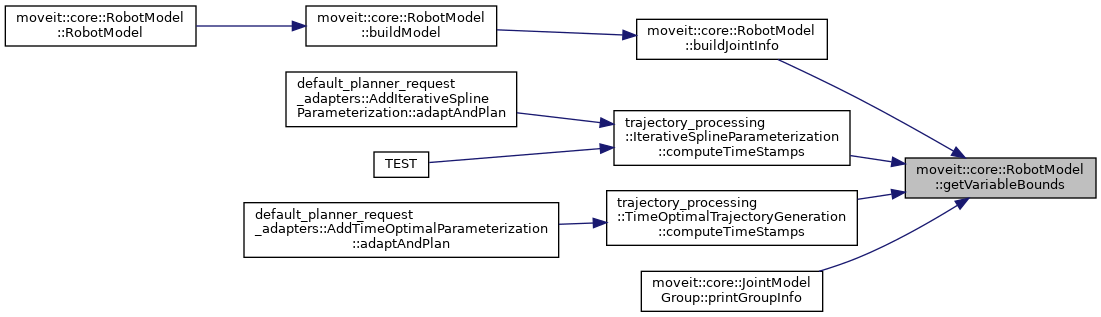 moveit::core::RobotModel
::RobotModel
moveit::core::RobotModel
::buildModel
moveit::core::RobotModel
::buildJointInfo
default_planner_request
_adapters::AddIterativeSpline
Parameterization::adaptAndPlan
TEST
trajectory_processing
::IterativeSplineParameterization
::computeTimeStamps
moveit::core::RobotModel
::getVariableBounds
default_planner_request
_adapters::AddTimeOptimalParameterization
::adaptAndPlan
trajectory_processing
::TimeOptimalTrajectoryGeneration
::computeTimeStamps
moveit::core::JointModel
Group::printGroupInfo